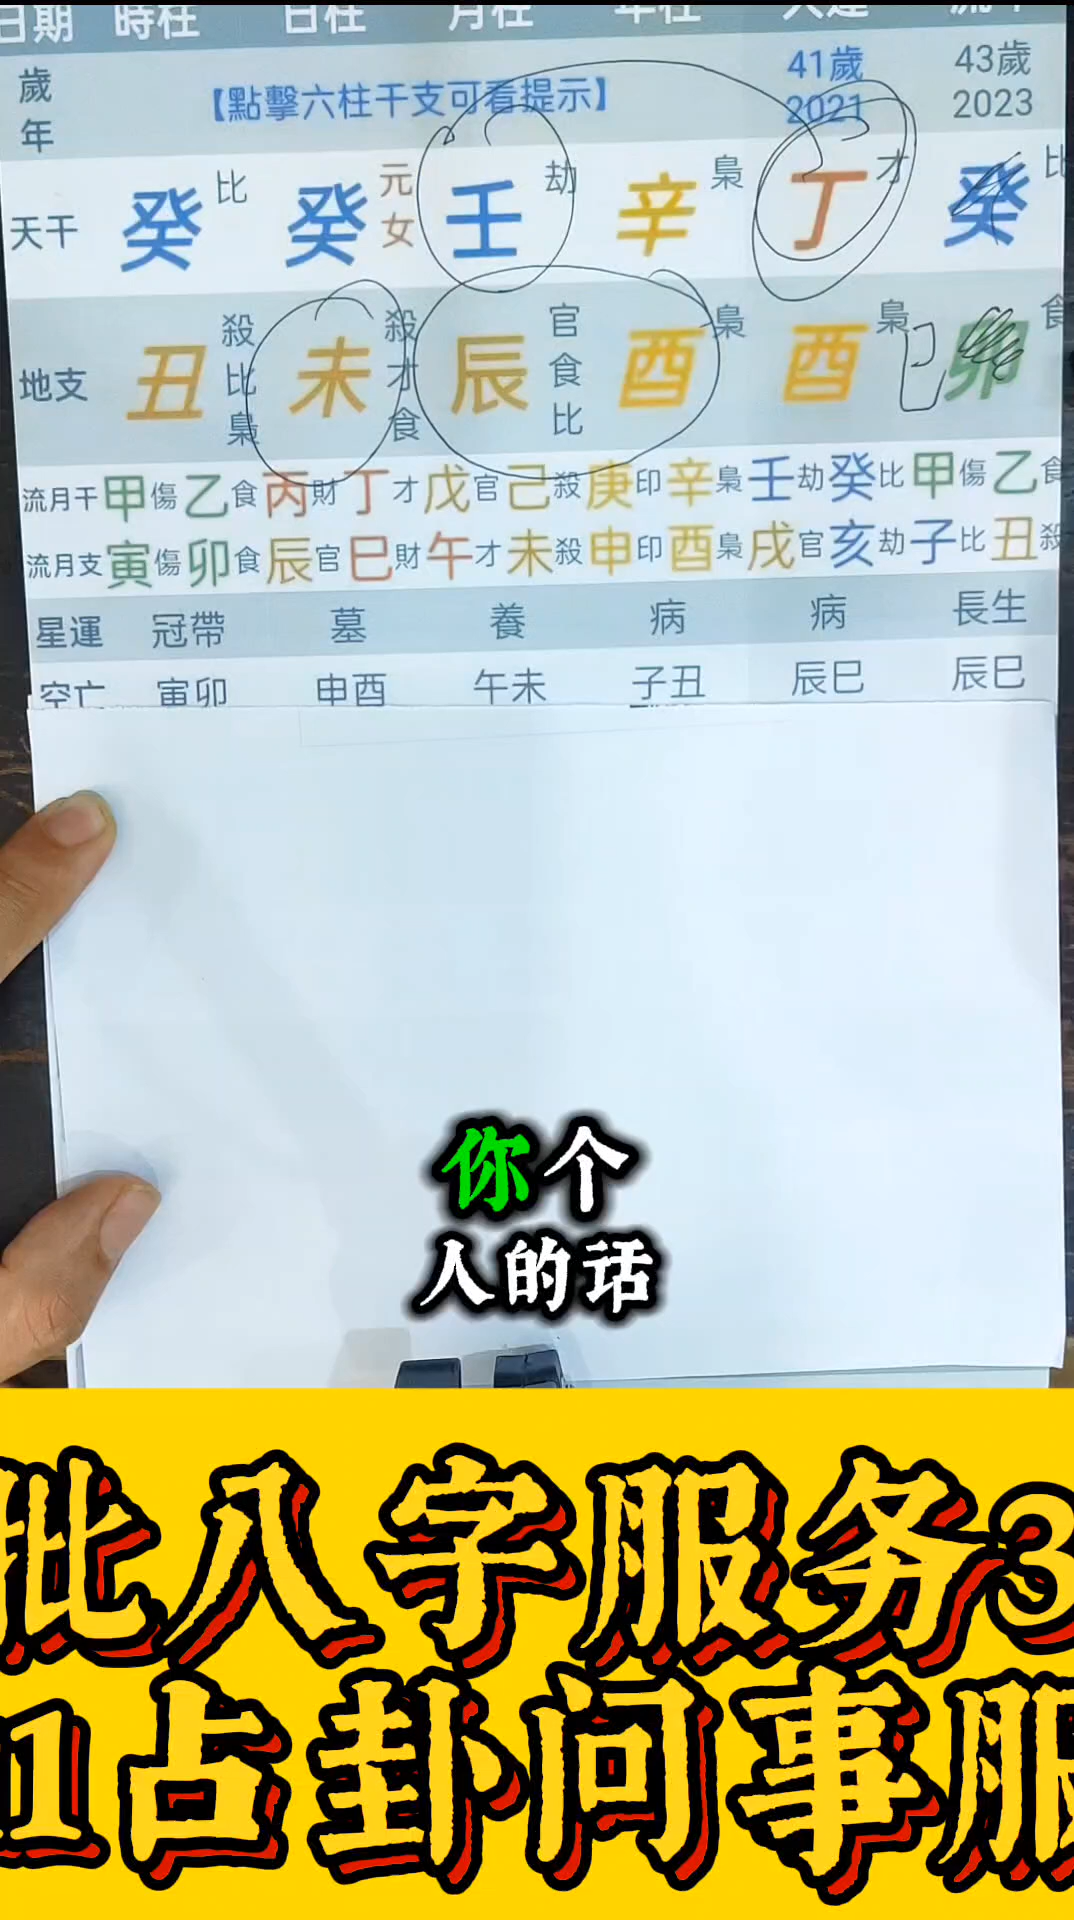 日期 時柱 日柱 月柱 年柱 大運 流年
歲年 【點擊六柱干支可看提示】 41歲 2021 43歲 2023
天干 癸 比 癸 元女 壬 劫 辛 梟 丁 才 癸 比
地支 丑 殺比梟 未 殺才食 辰 官食比 酉 梟 酉 梟 巳 卯 食
流月干 甲傷 乙食 丙財 丁才 戊官 己殺 庚印 辛梟 壬劫 癸比 甲傷 乙食
流月支 寅傷 卯食 辰官 巳財 午才 未殺 申印 酉梟 戌官 亥劫 子比 丑殺
星運 冠帶 墓 養 病 病 長生
空亡 寅卯 申酉 午未 子丑 辰巳 辰巳
你个
人的话
批八字服务3
1占卦问事服